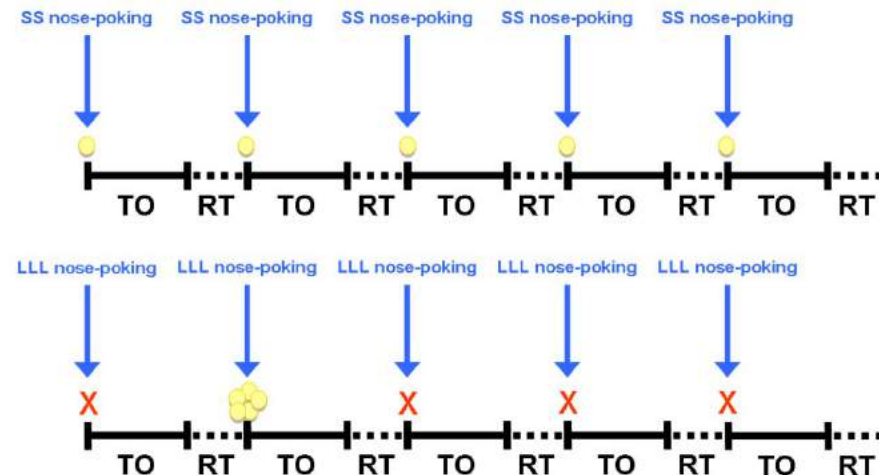 SS nose-poking SS nose-poking SS nose-poking SS nose-poking SS nose-poking
TO RT TO RT TO RT TO RT TO RT
LLL nose-poking LLL nose-poking LLL nose-poking LLL nose-poking LLL nose-poking
X X X X
TO RT TO RT TO RT TO RT TO RT